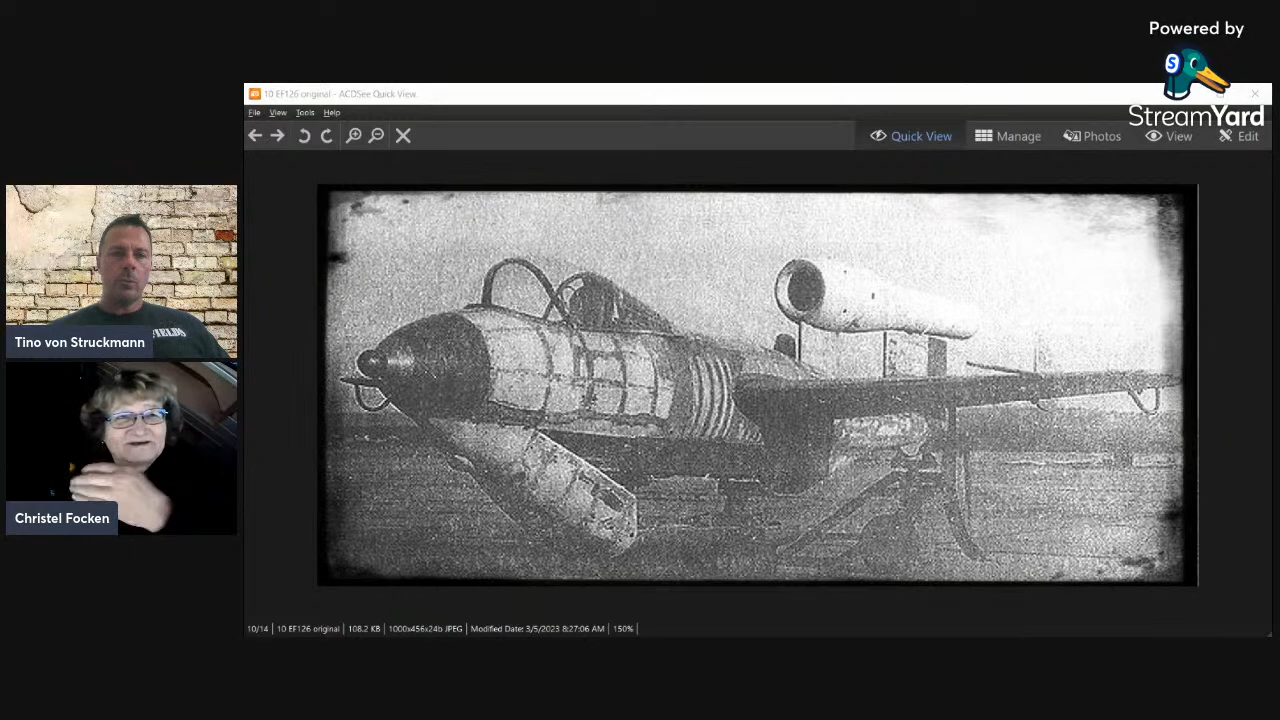 Powered by
S
StreamYard
10 EF126 original - ACDSee Quick View
File View Tools Help
Quick View Manage Photos View Edit
Tino von Struckmann
Christel Focken
10/14 10 EF126 original 108.2 KB 1000x456x24b JPEG Modified Date: 3/5/2023 8:27:06 AM 150%